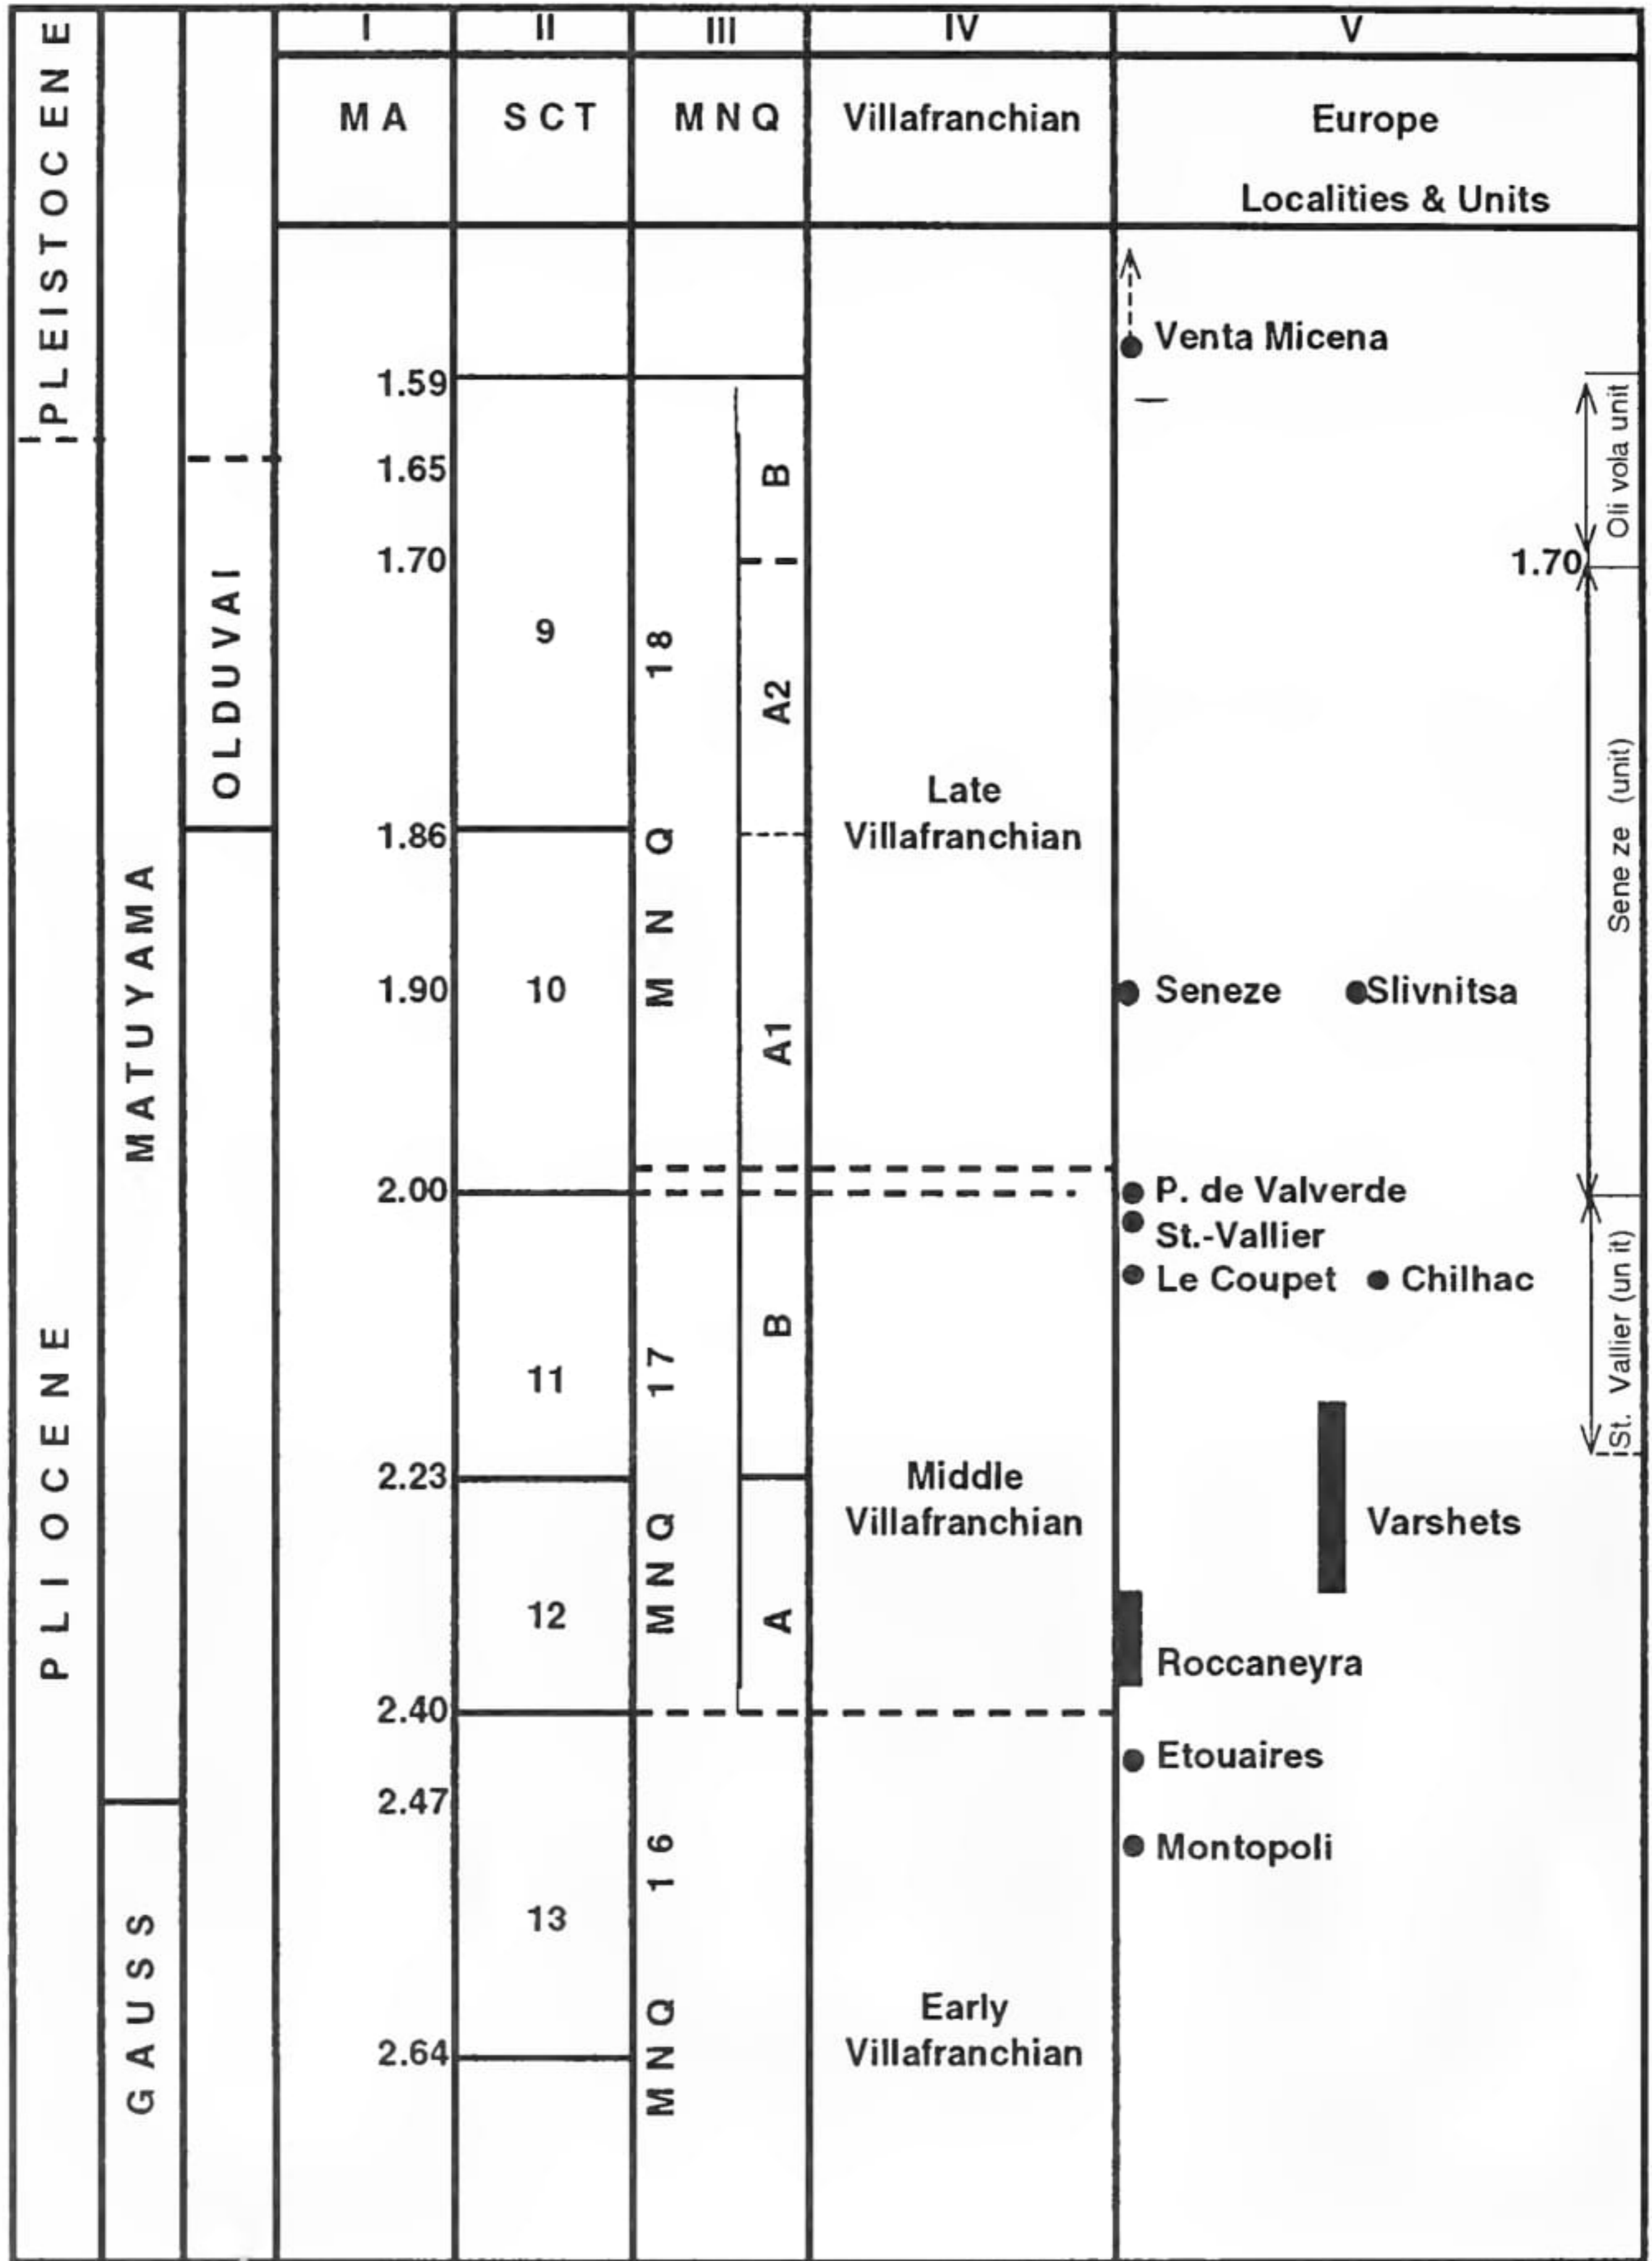 I II III IV V
MA SCT MNQ Villafranchian Europe
Localities & Units
PLEISTOCENE
PLIOCENE
MATUYAMA
GAUSS
OLDUVAI
1.59
1.65
1.70
1.86
1.90
2.00
2.23
2.40
2.47
2.64
9
10
11
12
13
MNQ 18
MNQ 17
MNQ 16
B
A2
A1
B
A
Late
Villafranchian
Middle
Villafranchian
Early
Villafranchian
Venta Micena
Seneze Slivnitsa
P. de Valverde
St.-Vallier
Le Coupet Chilhac
Varshets
Roccaneyra
Etouaires
Montopoli
Oli vola unit
1.70
Sene ze (unit)
St. Vallier (un it)